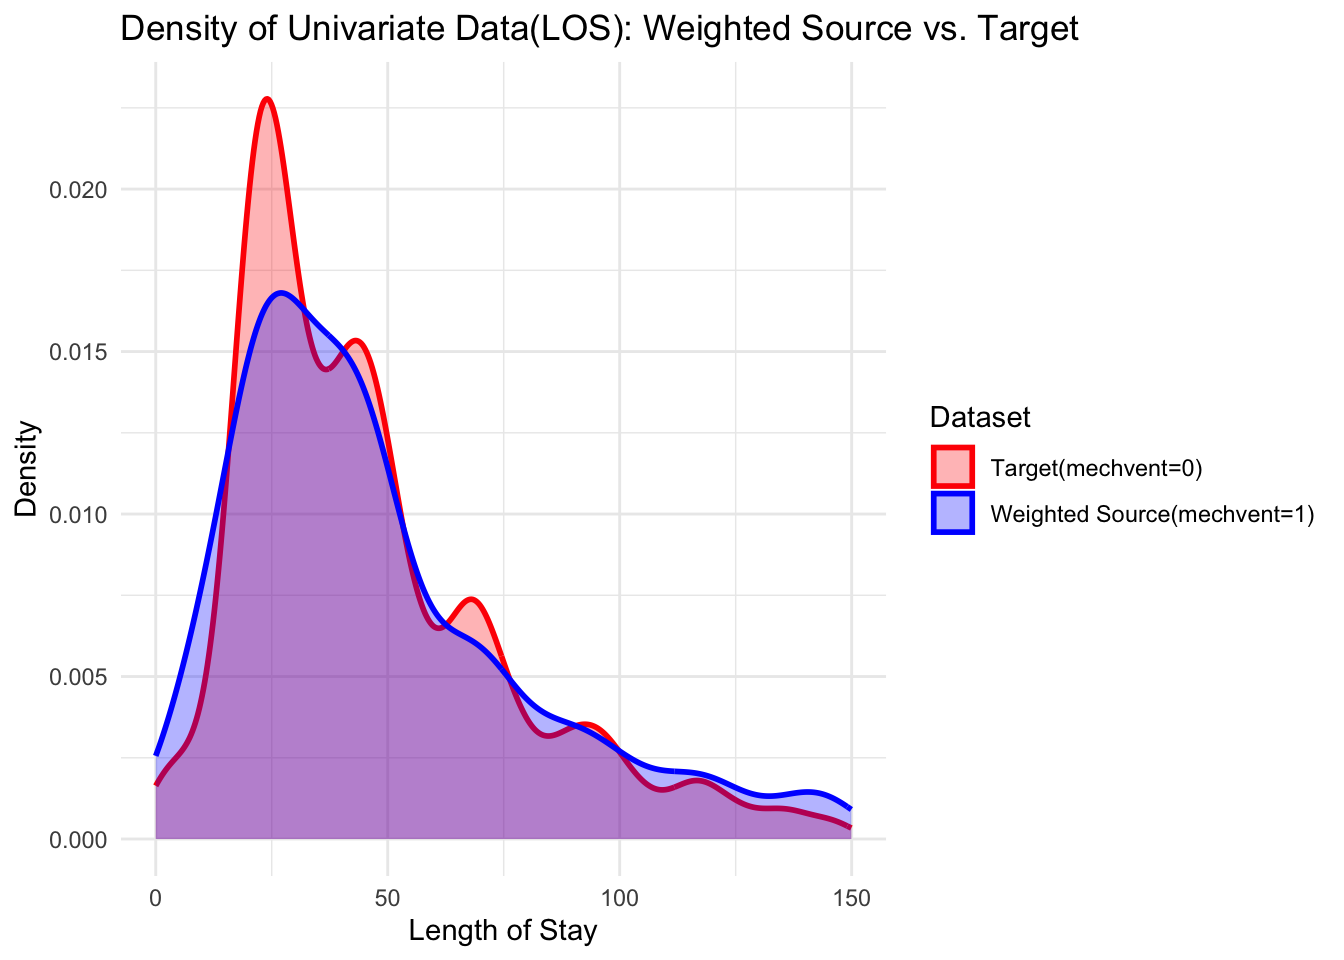 Density of Univariate Data(LOS): Weighted Source vs. Target
Density
0.020
0.015
0.010
0.005
0.000
0
50
100
150
Length of Stay
Dataset
Target(mechvent=0)
Weighted Source(mechvent=1)